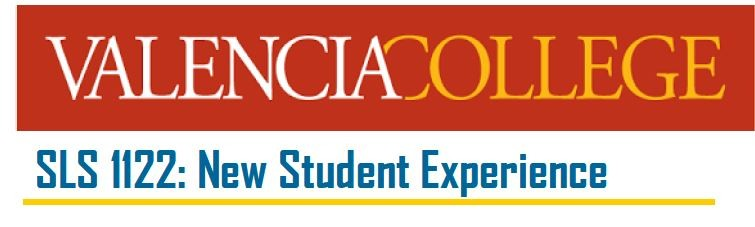 VALENCIACOLLEGE
SLS 1122: New Student Experience